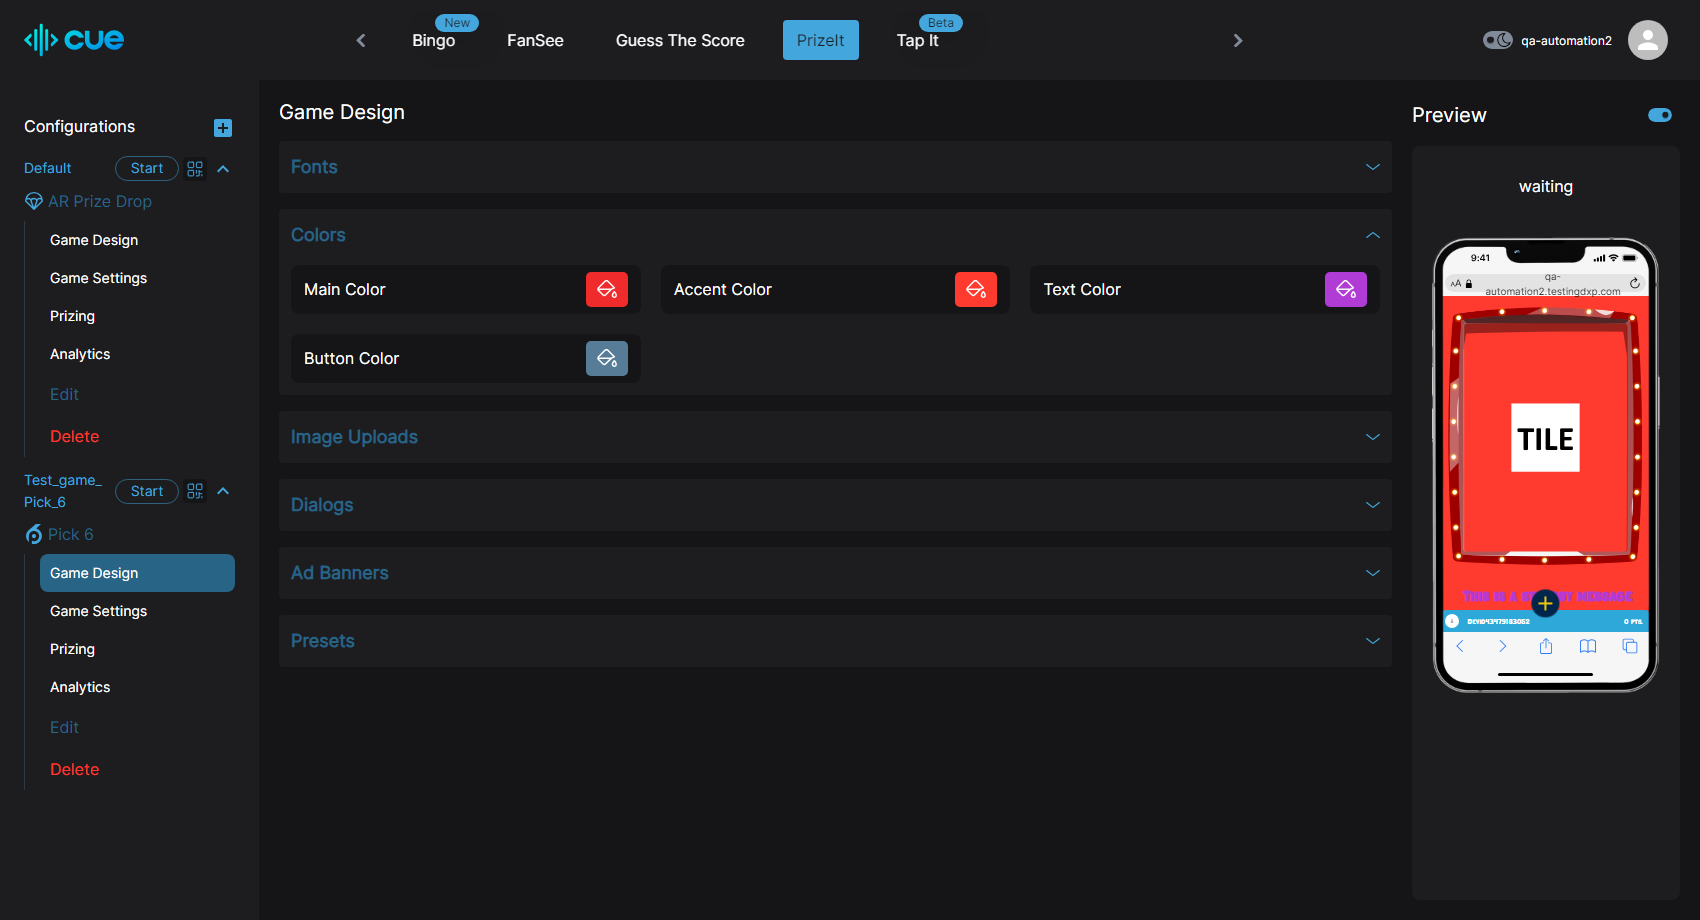 cue
Bingo
New
FanSee
Guess The Score
PrizeIt
Tap It
Beta
qa-automation2
Configurations
Default
Start
AR Prize Drop
Game Design
Game Settings
Prizing
Analytics
Edit
Delete
Test_game_
Pick_6
Start
Pick 6
Game Design
Game Settings
Prizing
Analytics
Edit
Delete
Game Design
Fonts
Colors
Main Color
Accent Color
Text Color
Button Color
Image Uploads
Dialogs
Ad Banners
Presets
Preview
waiting
9:41
AA
qa-
automation2.testingdxp.com
TILE
THIS IS A MESSAGE
0 PTS.